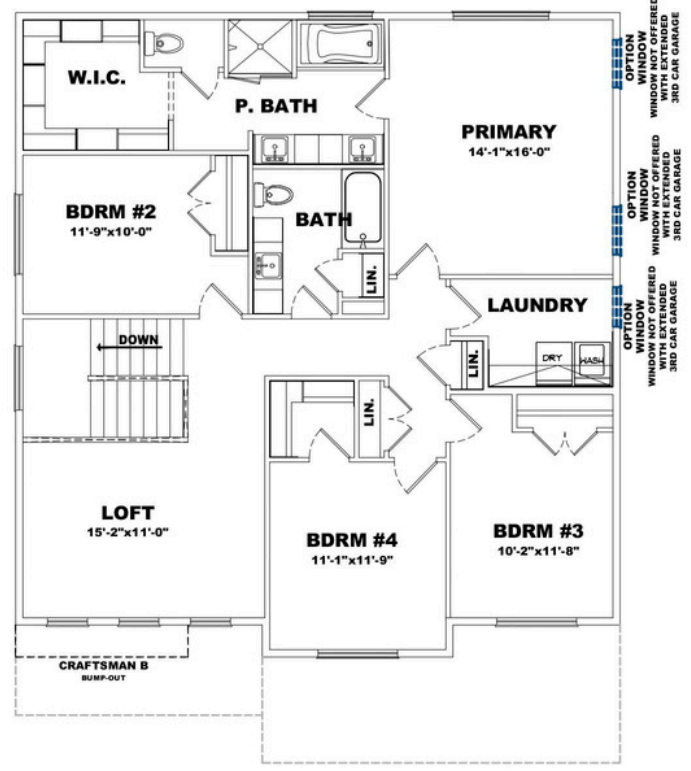 W.I.C.
P. BATH
PRIMARY
14'-1"x16'-0"
OPTION
WINDOW
WINDOW NOT OFFERED
WITH EXTENDED
3RD CAR GARAGE
BDRM #2
11'-9"x10'-0"
BATH
LIN.
OPTION
WINDOW
WINDOW NOT OFFERED
WITH EXTENDED
3RD CAR GARAGE
LAUNDRY
OPTION
WINDOW
WINDOW NOT OFFERED
WITH EXTENDED
3RD CAR GARAGE
DOWN
LIN.
DRY
WASH
LIN.
LOFT
15'-2"x11'-0"
BDRM #4
11'-1"x11'-9"
BDRM #3
10'-2"x11'-8"
CRAFTSMAN B
BUMP-OUT